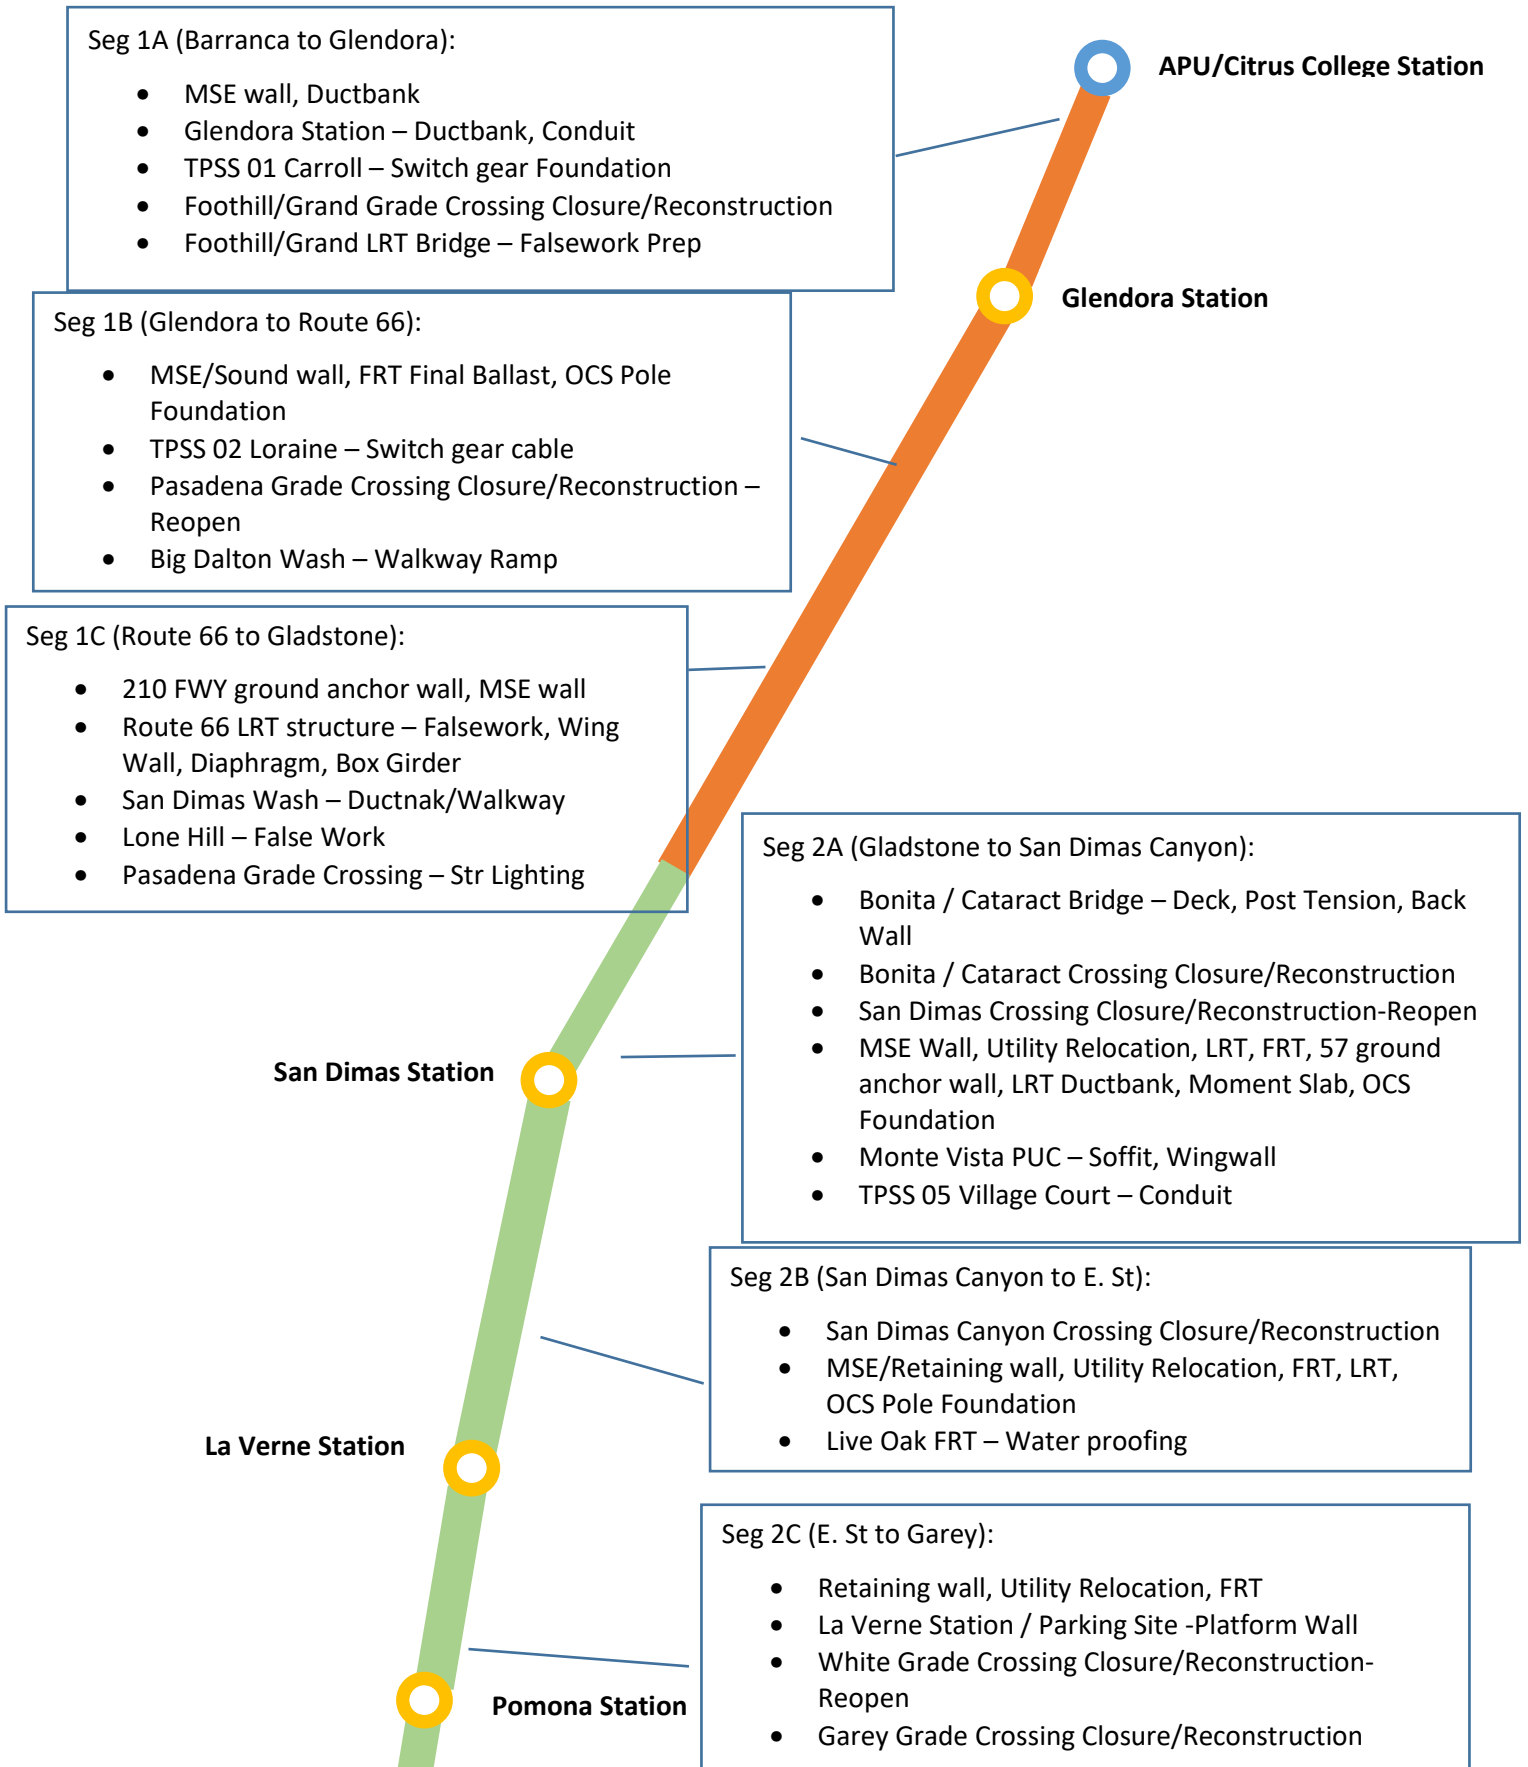 Seg 1A (Barranca to Glendora):
• MSE wall, Ductbank
• Glendora Station – Ductbank, Conduit
• TPSS 01 Carroll – Switch gear Foundation
• Foothill/Grand Grade Crossing Closure/Reconstruction
• Foothill/Grand LRT Bridge – Falsework Prep
APU/Citrus College Station
Glendora Station
Seg 1B (Glendora to Route 66):
• MSE/Sound wall, FRT Final Ballast, OCS Pole
Foundation
• TPSS 02 Loraine – Switch gear cable
• Pasadena Grade Crossing Closure/Reconstruction –
Reopen
• Big Dalton Wash – Walkway Ramp
Seg 1C (Route 66 to Gladstone):
• 210 FWY ground anchor wall, MSE wall
• Route 66 LRT structure – Falsework, Wing
Wall, Diaphragm, Box Girder
• San Dimas Wash – Ductnak/Walkway
• Lone Hill – False Work
• Pasadena Grade Crossing – Str Lighting
Seg 2A (Gladstone to San Dimas Canyon):
• Bonita / Cataract Bridge – Deck, Post Tension, Back
Wall
• Bonita / Cataract Crossing Closure/Reconstruction
• San Dimas Crossing Closure/Reconstruction-Reopen
• MSE Wall, Utility Relocation, LRT, FRT, 57 ground
anchor wall, LRT Ductbank, Moment Slab, OCS
Foundation
• Monte Vista PUC – Soffit, Wingwall
• TPSS 05 Village Court – Conduit
San Dimas Station
Seg 2B (San Dimas Canyon to E. St):
• San Dimas Canyon Crossing Closure/Reconstruction
• MSE/Retaining wall, Utility Relocation, FRT, LRT,
OCS Pole Foundation
• Live Oak FRT – Water proofing
La Verne Station
Seg 2C (E. St to Garey):
• Retaining wall, Utility Relocation, FRT
• La Verne Station / Parking Site -Platform Wall
• White Grade Crossing Closure/Reconstruction-
Reopen
• Garey Grade Crossing Closure/Reconstruction
Pomona Station